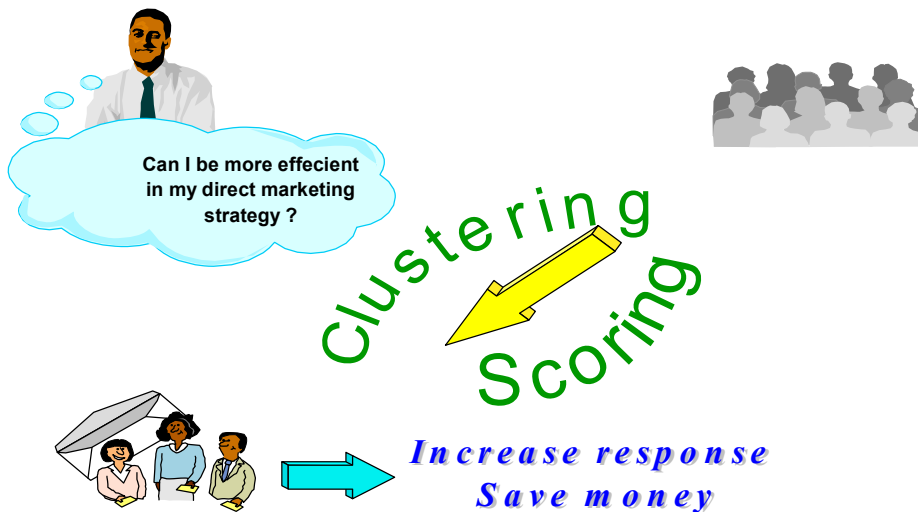 Can I be more effecient
in my direct marketing
strategy ?
Clustering
Scoring
Increase response
Save money